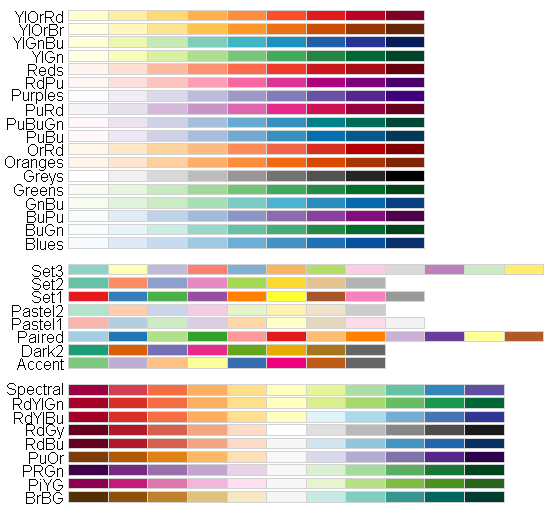 YlOrRd
YlOrBr
YlGnBu
YlGn
Reds
RdPu
Purples
PuRd
PuBuGn
PuBu
OrRd
Oranges
Greys
Greens
GnBu
BuPu
BuGn
Blues
Set3
Set2
Set1
Pastel2
Pastel1
Paired
Dark2
Accent
Spectral
RdYlGn
RdYlBu
RdGy
RdBu
PuOr
PRGn
PiYG
BrBG